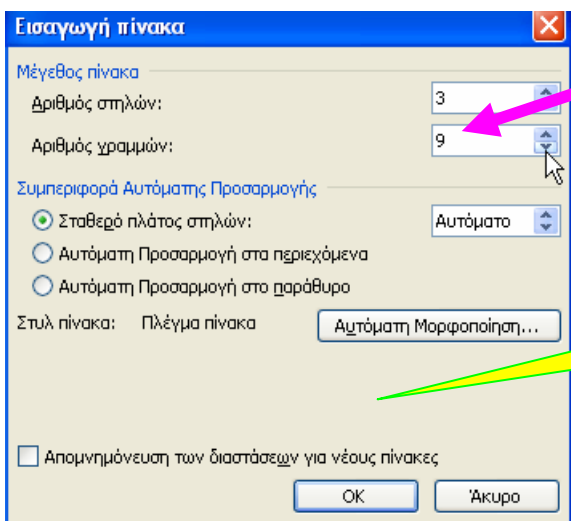 Εισαγωγή πίνακα
Μέγεθος πίνακα
Αριθμός στηλών: 3
Αριθμός γραμμών: 9
Συμπεριφορά Αυτόματης Προσαρμογής
Σταθερό πλάτος στηλών: Αυτόματο
Αυτόματη Προσαρμογή στα περιεχόμενα
Αυτόματη Προσαρμογή στο παράθυρο
Στυλ πίνακα: Πλέγμα πίνακα Αυτόματη Μορφοποίηση...
Απομνημόνευση των διαστάσεων για νέους πίνακες
OK Άκυρο